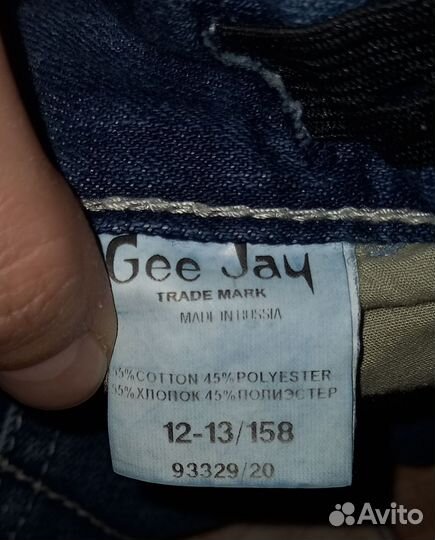 Gee Jay
TRADE MARK
MADE IN RUSSIA
55% COTTON 45% POLYESTER
55% ХЛОПОК 45% ПОЛИЭСТЕР
12-13/158
93329/20
Avito